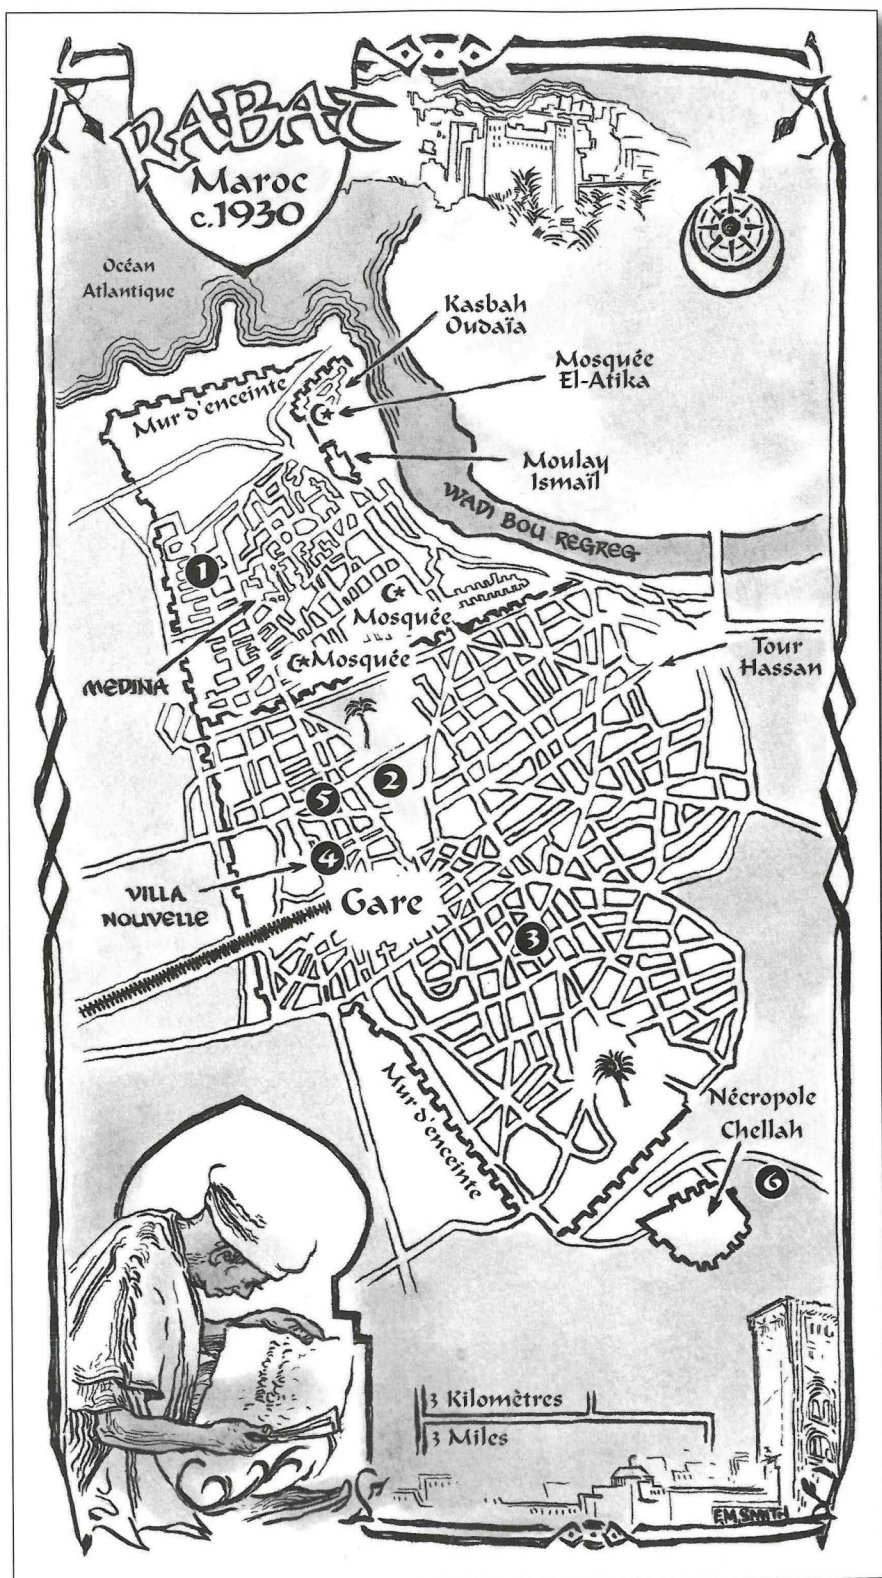 RABAT
Maroc
c.1930
N
Océan
Atlantique
Kasbah
Oudaïa
Mosquée
El-Atika
Mur d'enceinte
Moulay
Ismaïl
WADI BOU REGREG
1
Mosquée
Mosquée
MEDINA
Tour
Hassan
2
5
4
VILLA
NOUVELLE
Gare
3
Mur d'enceinte
Nécropole
Chellah
6
3 Kilomètres
3 Miles
E.M.SMITH